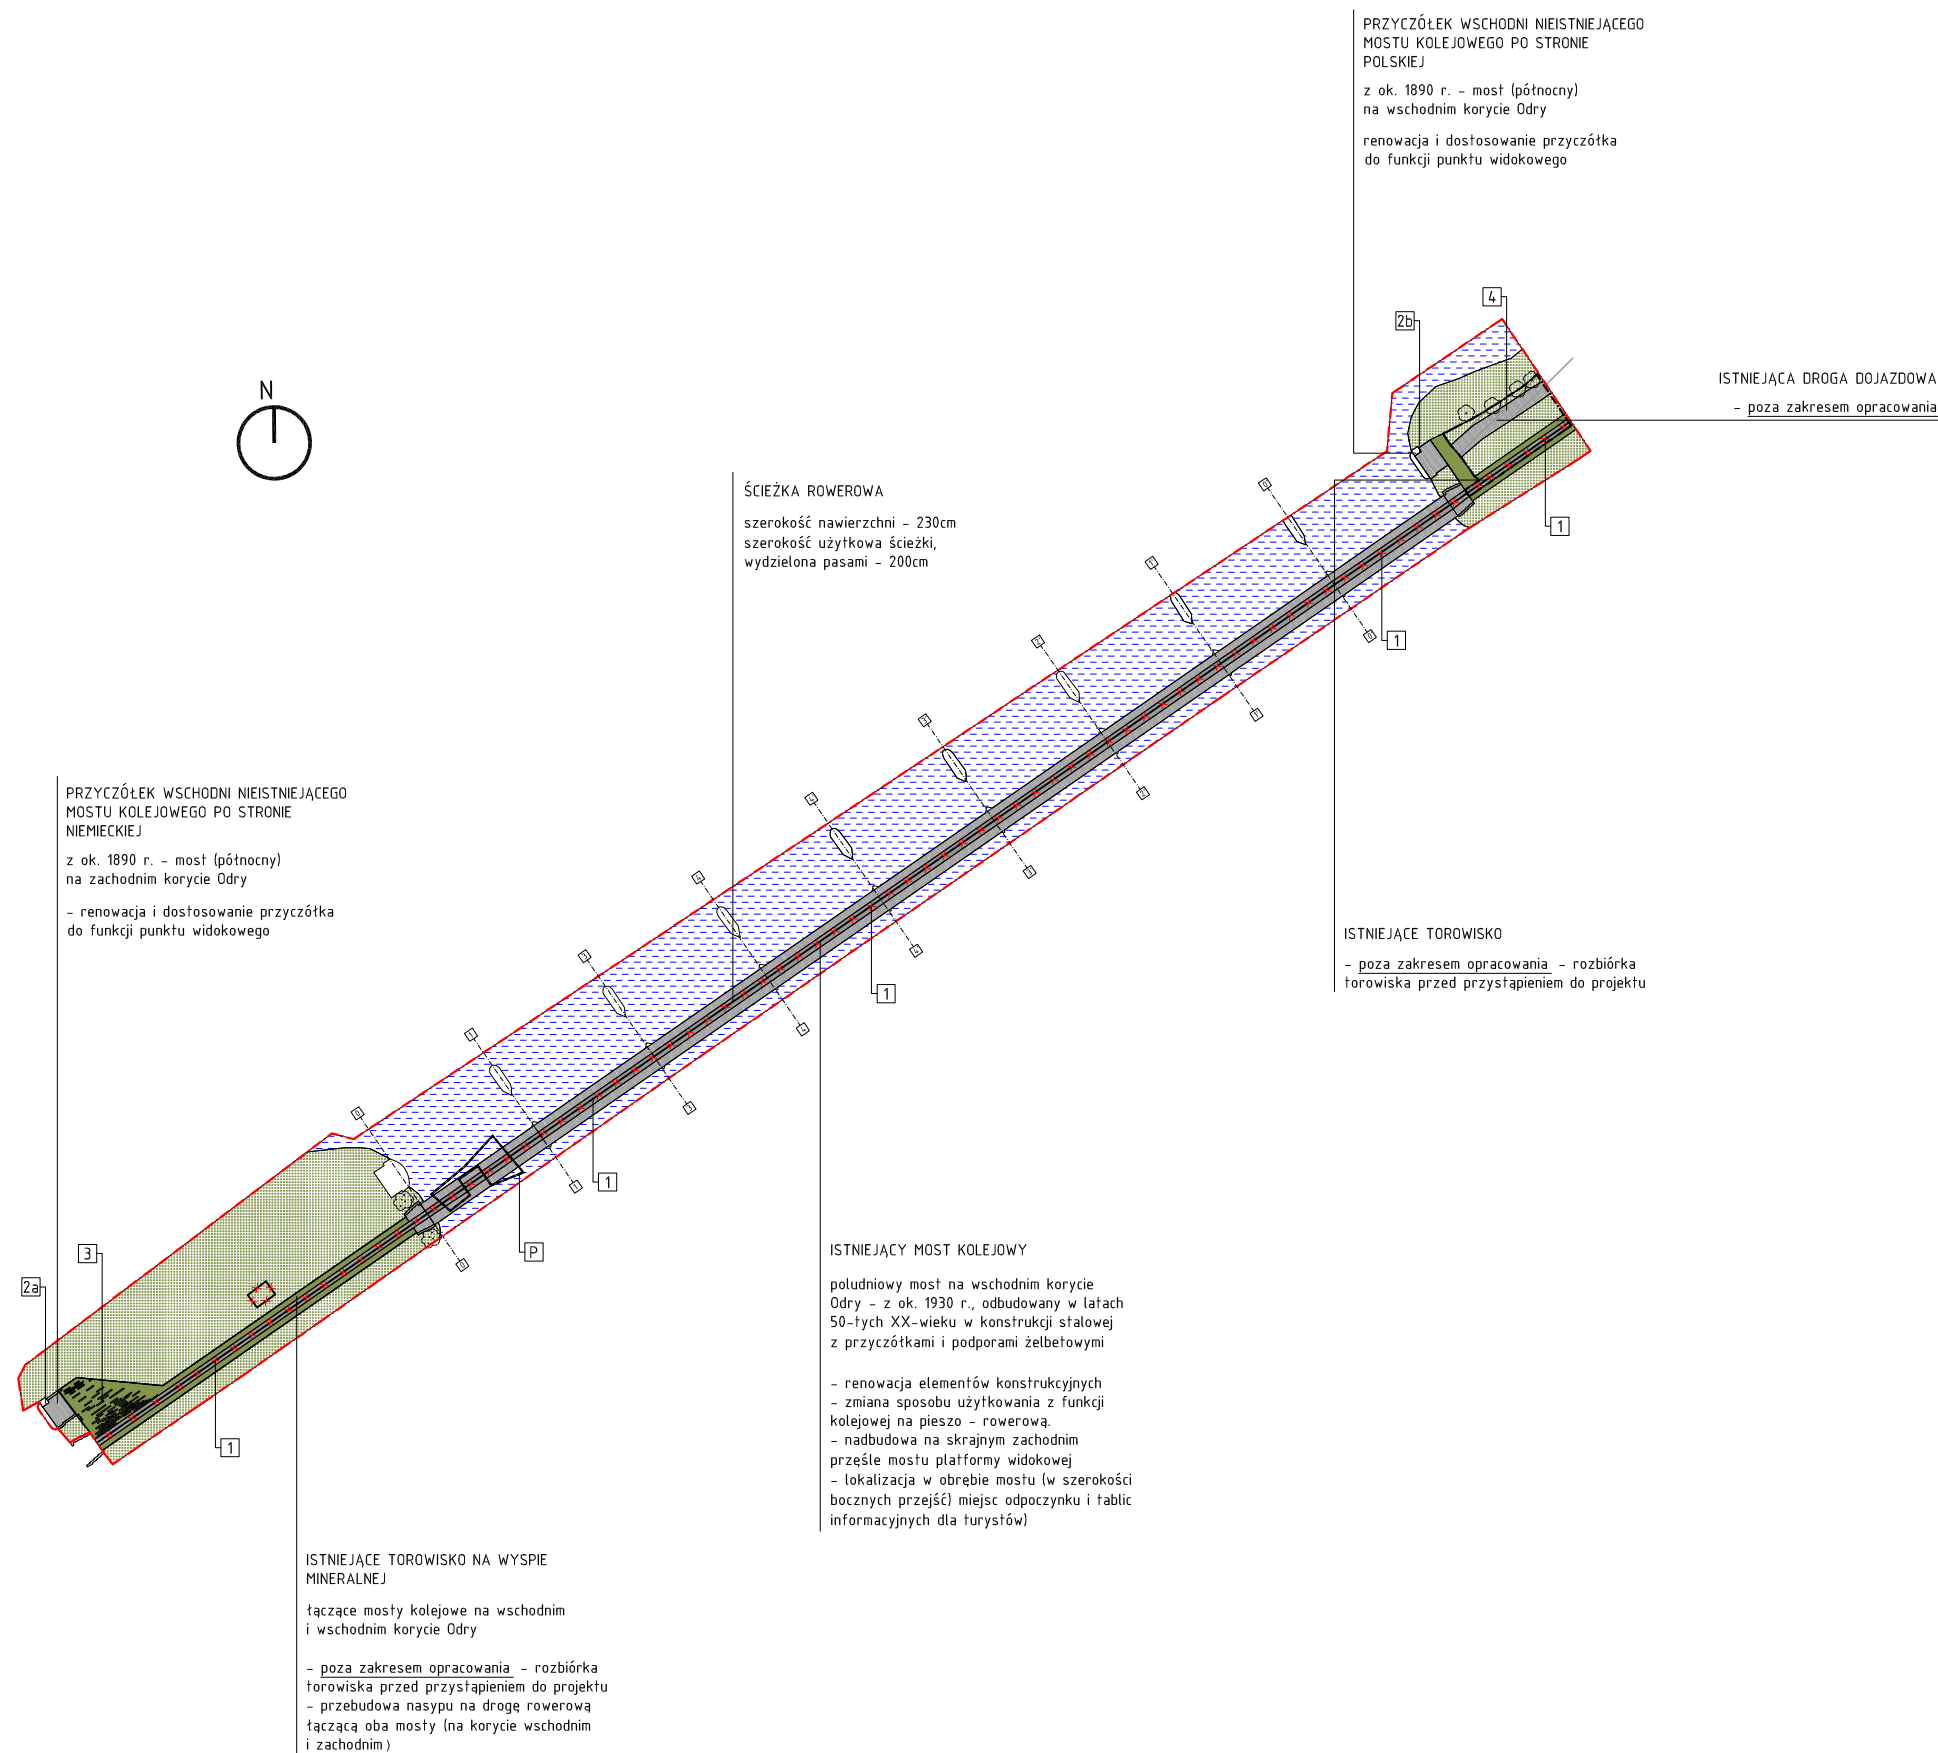 PRZYCZÓŁEK WSCHODNI NIEISTNIEJĄCEGO
MOSTU KOLEJOWEGO PO STRONIE
POLSKIEJ
z ok. 1890 r. - most (północny)
na wschodnim korycie Odry
renowacja i dostosowanie przyczółka
do funkcji punktu widokowego
4
2b
ISTNIEJĄCA DROGA DOJAZDOWA
- poza zakresem opracowania
N
ŚCIEŻKA ROWEROWA
szerokość nawierzchni - 230cm
szerokość użytkowa ścieżki,
wydzielona pasami - 200cm
1
1
PRZYCZÓŁEK WSCHODNI NIEISTNIEJĄCEGO
MOSTU KOLEJOWEGO PO STRONIE
NIEMIECKIEJ
z ok. 1890 r. - most (północny)
na zachodnim korycie Odry
- renowacja i dostosowanie przyczółka
do funkcji punktu widokowego
ISTNIEJĄCE TOROWISKO
- poza zakresem opracowania - rozbiórka
torowiska przed przystąpieniem do projektu
1
1
P
3
2a
1
ISTNIEJĄCY MOST KOLEJOWY
poludniowy most na wschodnim korycie
Odry - z ok. 1930 r., odbudowany w latach
50-tych XX-wieku w konstrukcji stalowej
z przyczółkami i podporami żelbetowymi
- renowacja elementów konstrukcyjnych
- zmiana sposobu użytkowania z funkcji
kolejowej na pieszo - rowerową.
- nadbudowa na skrajnym zachodnim
przęśle mostu platformy widokowej
- lokalizacja w obrębie mostu (w szerokości
bocznych przejść) miejsc odpoczynku i tablic
informacyjnych dla turystów)
ISTNIEJĄCE TOROWISKO NA WYSPIE
MINERALNEJ
łączące mosty kolejowe na wschodnim
i wschodnim korycie Odry
- poza zakresem opracowania - rozbiórka
torowiska przed przystąpieniem do projektu
- przebudowa nasypu na drogę rowerową
łączącą oba mosty (na korycie wschodnim
i zachodnim)